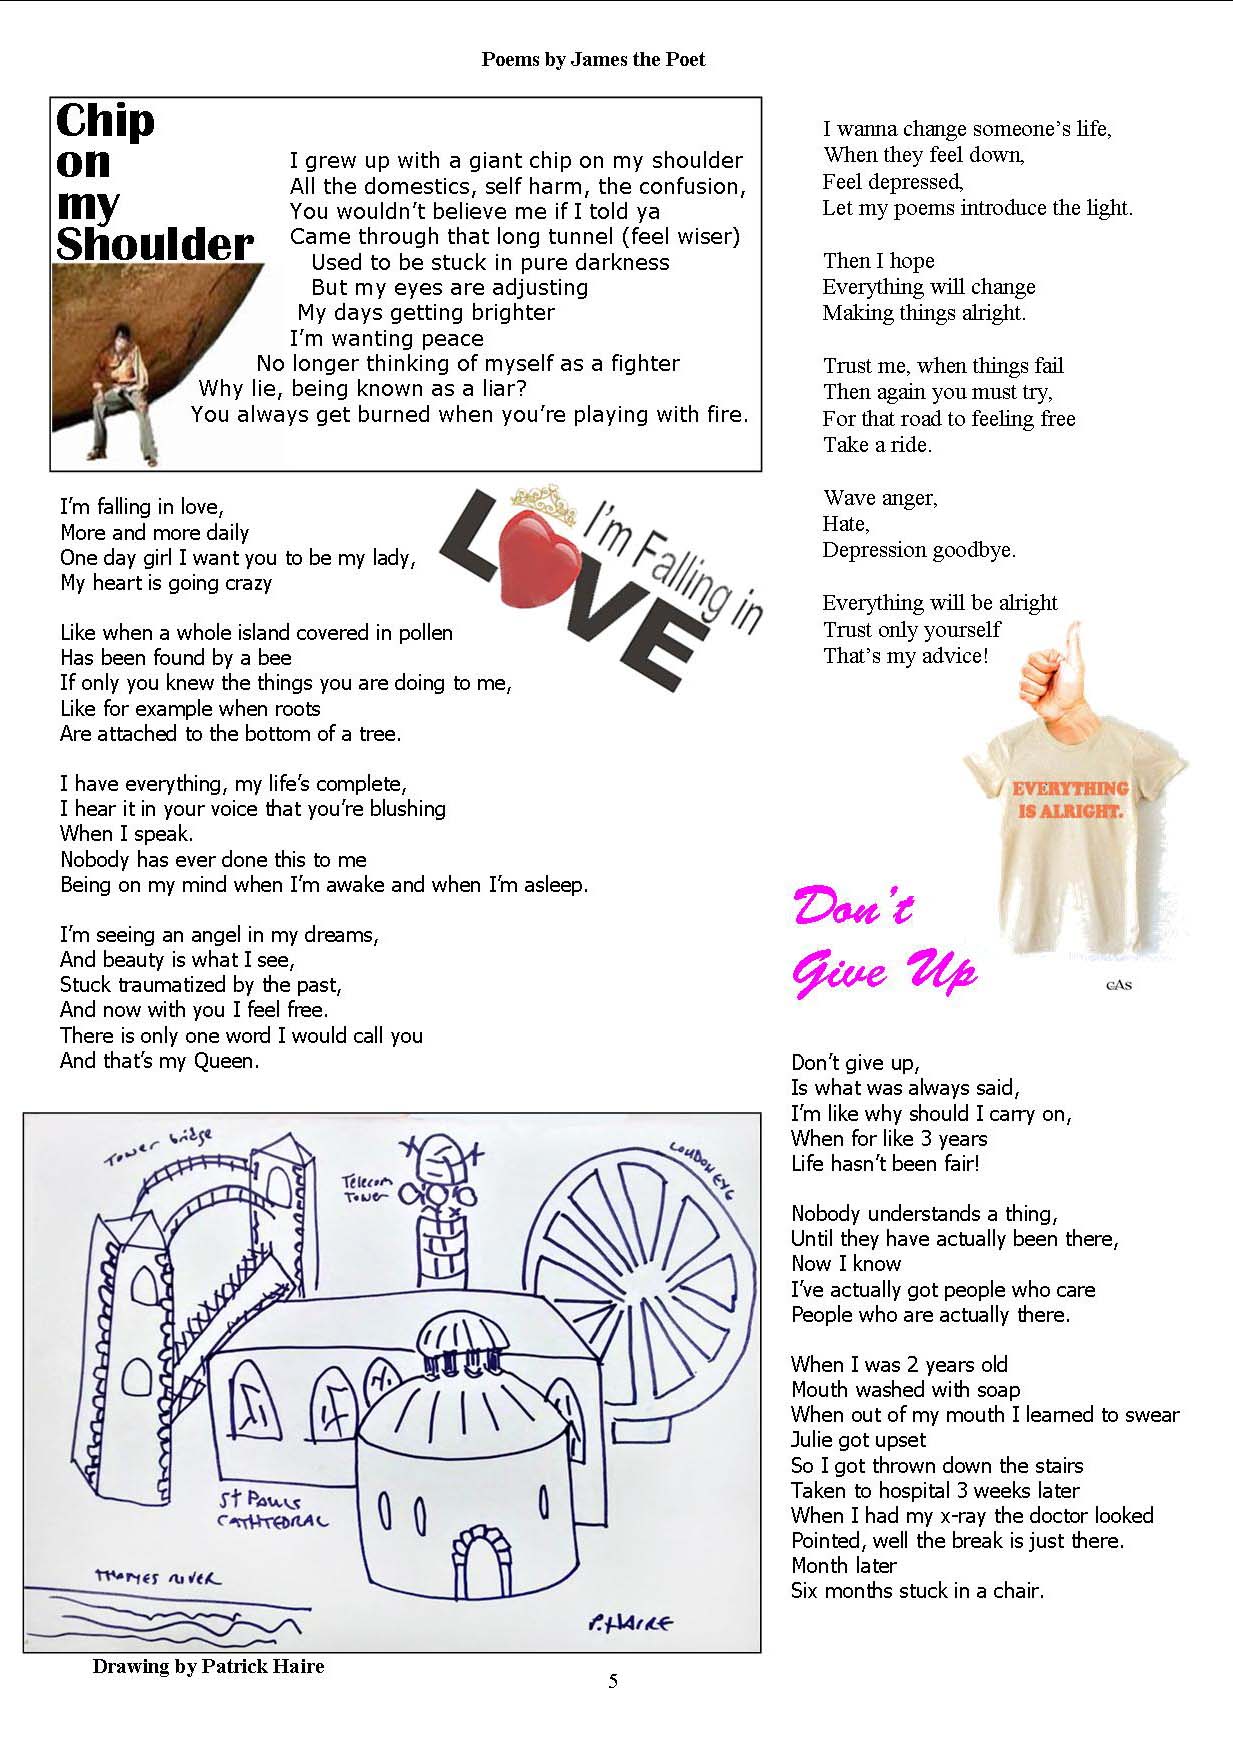 Poems by James the Poet
Chip
on
my
Shoulder
I grew up with a giant chip on my shoulder
All the domestics, self harm, the confusion,
You wouldn't believe me if I told ya
Came through that long tunnel (feel wiser)
Used to be stuck in pure darkness
But my eyes are adjusting
My days getting brighter
I'm wanting peace
No longer thinking of myself as a fighter
Why lie, being known as a liar?
You always get burned when you're playing with fire.
I'm falling in love,
More and more daily
One day girl I want you to be my lady,
My heart is going crazy
Like when a whole island covered in pollen
Has been found by a bee
If only you knew the things you are doing to me,
Like for example when roots
Are attached to the bottom of a tree.
I have everything, my life's complete,
I hear it in your voice that you're blushing
When I speak.
Nobody has ever done this to me
Being on my mind when I'm awake and when I'm asleep.
I'm seeing an angel in my dreams,
And beauty is what I see,
Stuck traumatized by the past,
And now with you I feel free.
There is only one word I would call you
And that's my Queen.
I'm Falling in
LOVE
Tower bridge
Telecom
Tower
LONDON EYE
St Pauls
CATHTEDRAL
THAMES RIVER
P.HAIRE
Drawing by Patrick Haire
I wanna change someone's life,
When they feel down,
Feel depressed,
Let my poems introduce the light.
Then I hope
Everything will change
Making things alright.
Trust me, when things fail
Then again you must try,
For that road to feeling free
Take a ride.
Wave anger,
Hate,
Depression goodbye.
Everything will be alright
Trust only yourself
That's my advice!
EVERYTHING
IS ALRIGHT.
CAS
Don't
Give Up
Don't give up,
Is what was always said,
I'm like why should I carry on,
When for like 3 years
Life hasn't been fair!
Nobody understands a thing,
Until they have actually been there,
Now I know
I've actually got people who care
People who are actually there.
When I was 2 years old
Mouth washed with soap
When out of my mouth I learned to swear
Julie got upset
So I got thrown down the stairs
Taken to hospital 3 weeks later
When I had my x-ray the doctor looked
Pointed, well the break is just there.
Month later
Six months stuck in a chair.
5